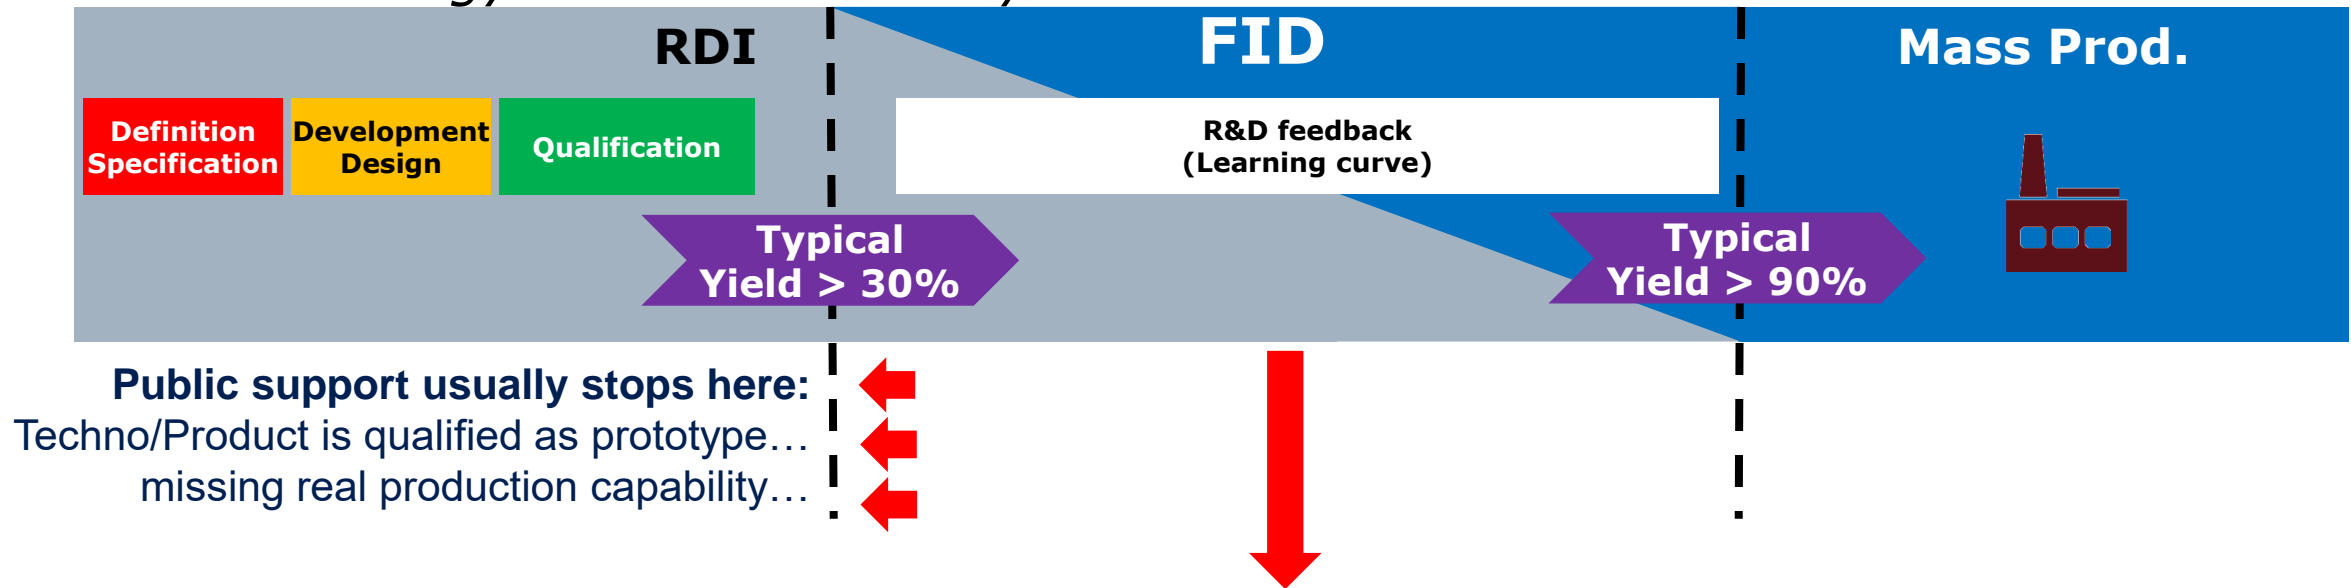 RDI
FID
Mass Prod.
Definition
Specification
Development
Design
Qualification
R&D feedback
(Learning curve)
Typical
Yield > 30%
Typical
Yield > 90%
Public support usually stops here:
Techno/Product is qualified as prototype…
missing real production capability…